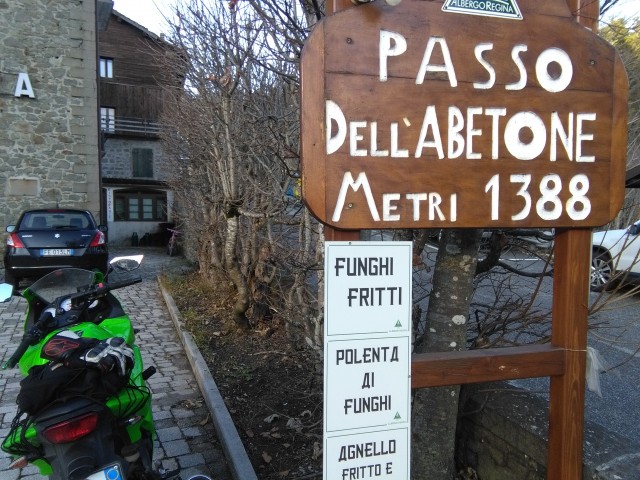 ALBERGO REGINA
PASSO
DELL'ABETONE
METRI 1388
FUNGHI
FRITTI
POLENTA
AI
FUNGHI
AGNELLO
FRITTO E
A